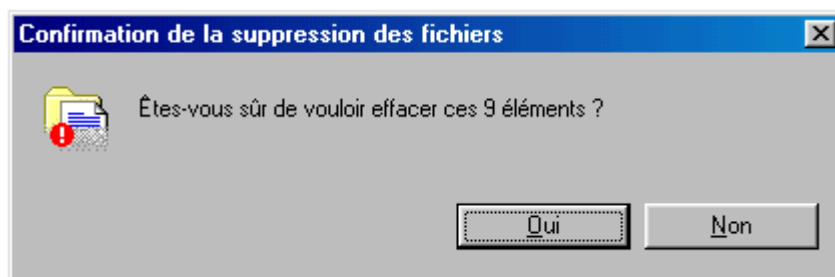 Confirmation de la suppression des fichiers
Êtes-vous sûr de vouloir effacer ces 9 éléments ?
Oui
Non